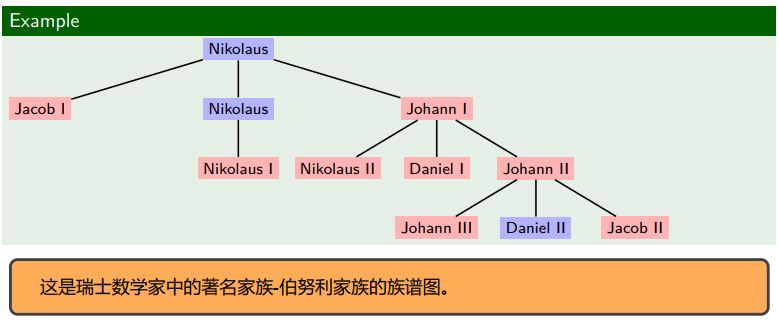 Example
Nikolaus
Jacob I Nikolaus Johann I
Nikolaus I Nikolaus II Daniel I Johann II
Johann III Daniel II Jacob II
这是瑞士数学家中的著名家族-伯努利家族的族谱图。